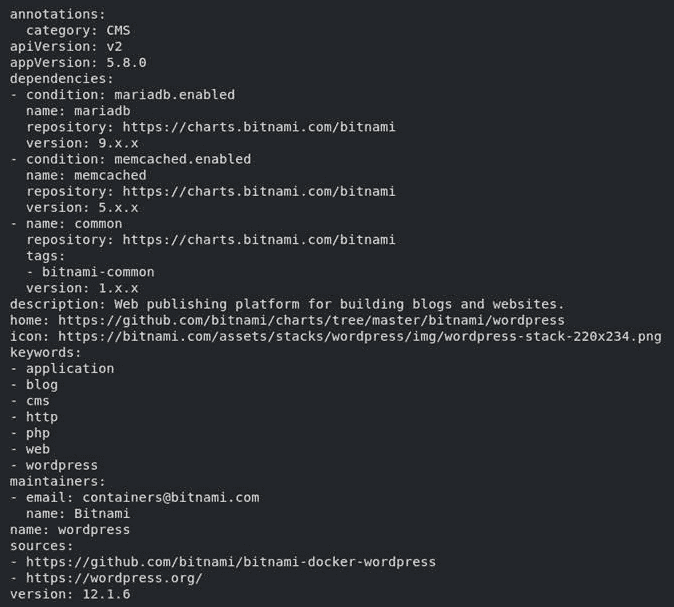 annotations:
  category: CMS
apiVersion: v2
appVersion: 5.8.0
dependencies:
- condition: mariadb.enabled
  name: mariadb
  repository: https://charts.bitnami.com/bitnami
  version: 9.x.x
- condition: memcached.enabled
  name: memcached
  repository: https://charts.bitnami.com/bitnami
  version: 5.x.x
- name: common
  repository: https://charts.bitnami.com/bitnami
  tags:
  - bitnami-common
  version: 1.x.x
description: Web publishing platform for building blogs and websites.
home: https://github.com/bitnami/charts/tree/master/bitnami/wordpress
icon: https://bitnami.com/assets/stacks/wordpress/img/wordpress-stack-220x234.png
keywords:
- application
- blog
- cms
- http
- php
- web
- wordpress
maintainers:
- email: containers@bitnami.com
  name: Bitnami
name: wordpress
sources:
- https://github.com/bitnami/bitnami-docker-wordpress
- https://wordpress.org/
version: 12.1.6